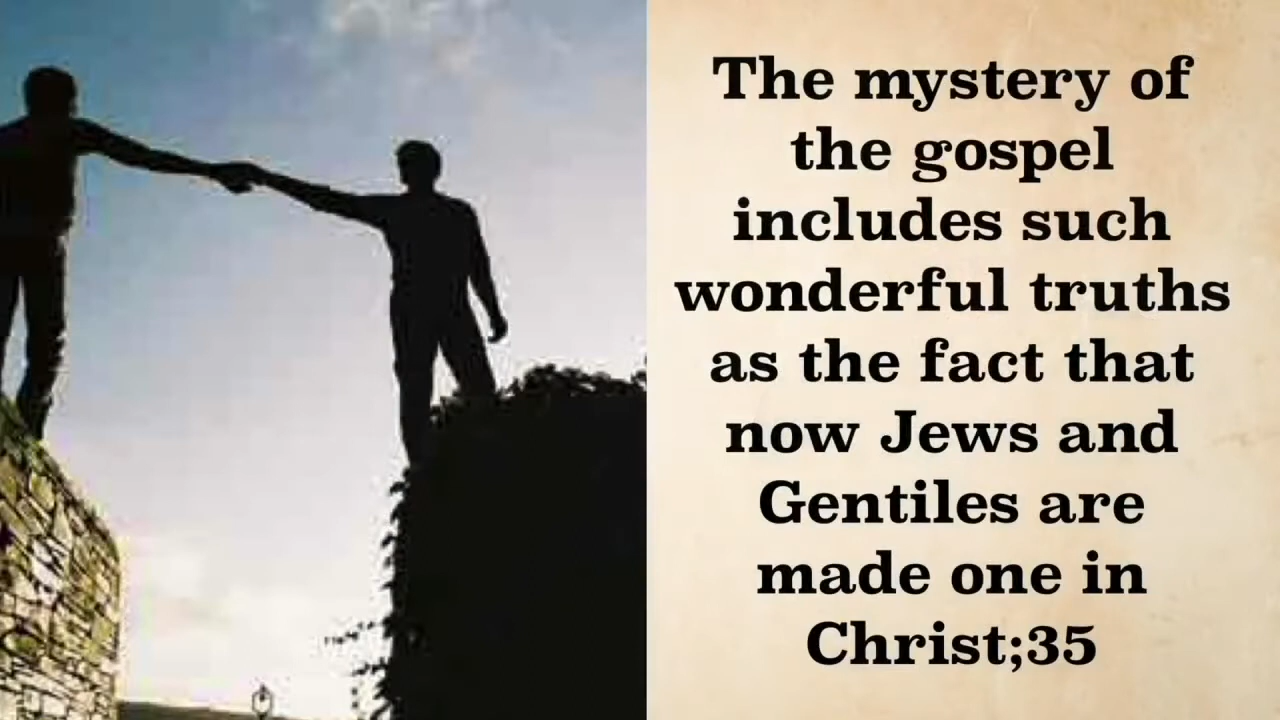 The mystery of
the gospel
includes such
wonderful truths
as the fact that
now Jews and
Gentiles are
made one in
Christ;35